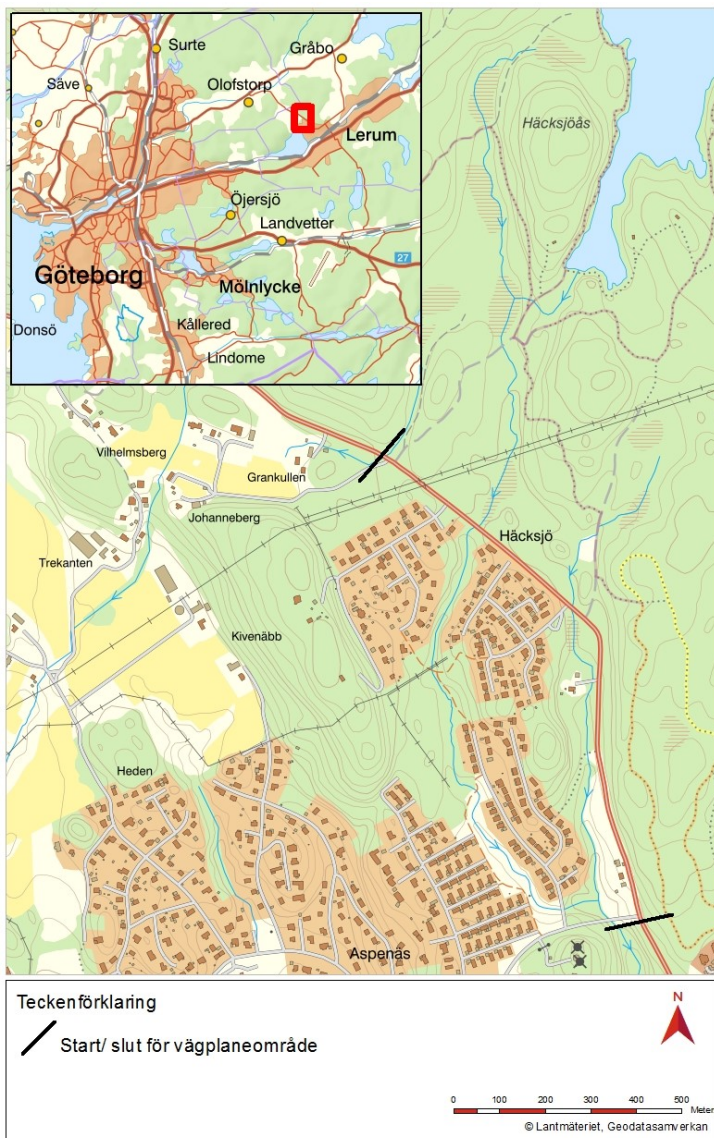 Surte
Gråbo
Säve
Olofstorp
Lerum
Öjersjö
Landvetter
27
Göteborg
Mölnlycke
Donsö
Kållered
Lindome
Häcksjöås
Vilhelmsberg
Grankullen
Johanneberg
Häcksjö
Trekanten
Kivenäbb
Heden
Aspenäs
Teckenförklaring
Start/ slut för vägplaneområde
N
0 100 200 300 400 500
Meter
© Lantmäteriet, Geodatasamverkan